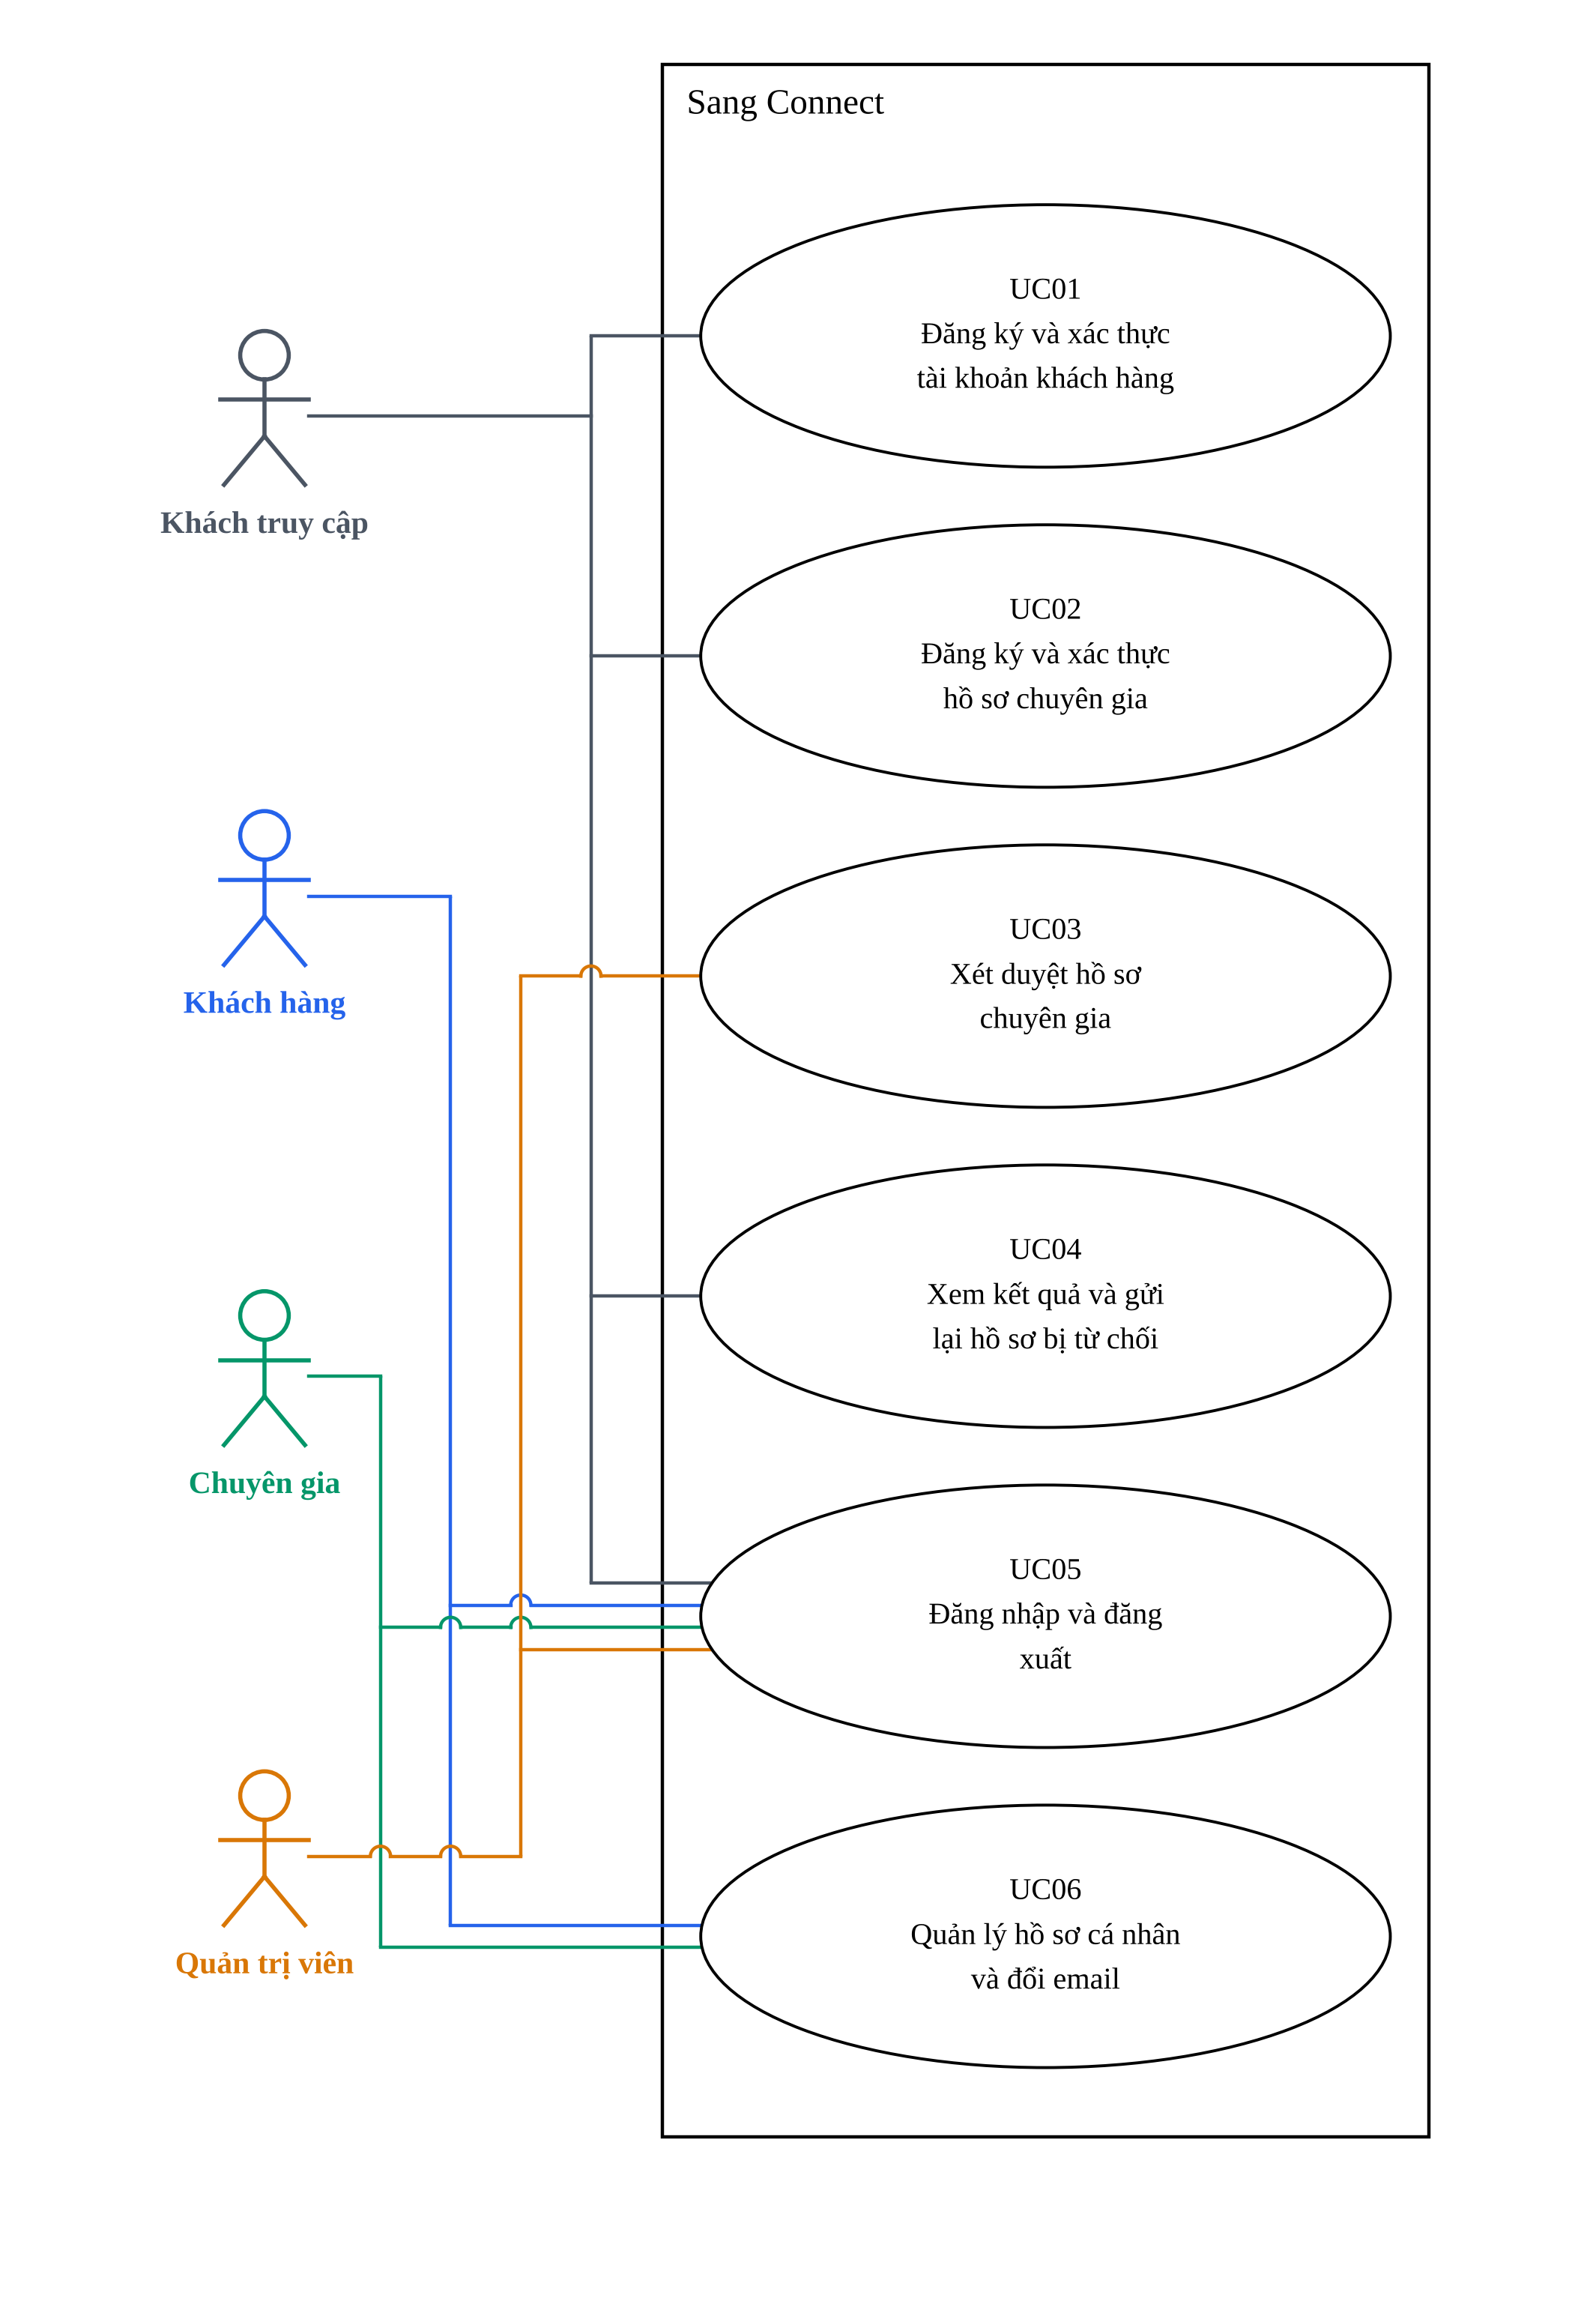 Sang Connect
UC01
Đăng ký và xác thực
tài khoản khách hàng
Khách truy cập
UC02
Đăng ký và xác thực
hồ sơ chuyên gia
Khách hàng
UC03
Xét duyệt hồ sơ
chuyên gia
UC04
Xem kết quả và gửi
lại hồ sơ bị từ chối
Chuyên gia
UC05
Đăng nhập và đăng
xuất
Quản trị viên
UC06
Quản lý hồ sơ cá nhân
và đổi email